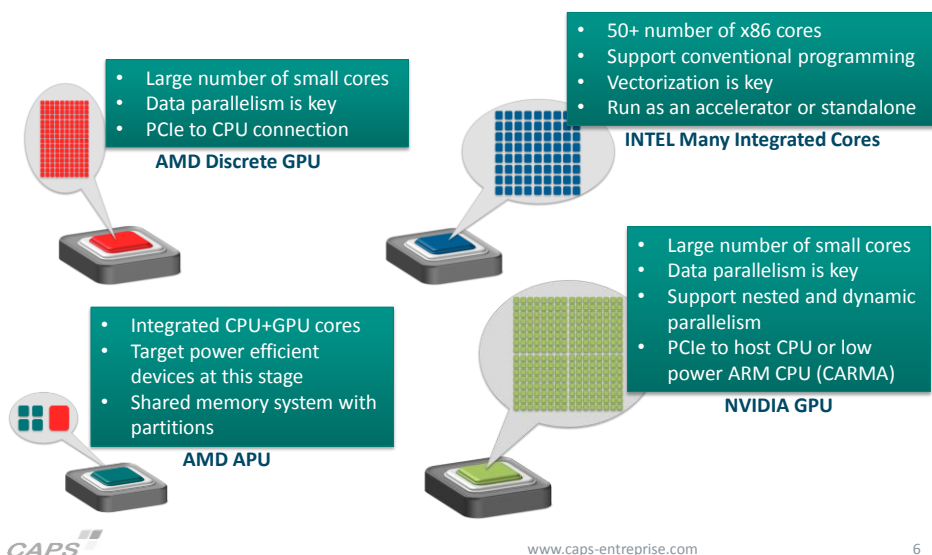 • Large number of small cores
• Data parallelism is key
• PCIe to CPU connection
AMD Discrete GPU
• 50+ number of x86 cores
• Support conventional programming
• Vectorization is key
• Run as an accelerator or standalone
INTEL Many Integrated Cores
• Integrated CPU+GPU cores
• Target power efficient
devices at this stage
• Shared memory system with
partitions
AMD APU
• Large number of small cores
• Data parallelism is key
• Support nested and dynamic
parallelism
• PCIe to host CPU or low
power ARM CPU (CARMA)
NVIDIA GPU
CAPS
www.caps-entreprise.com
6